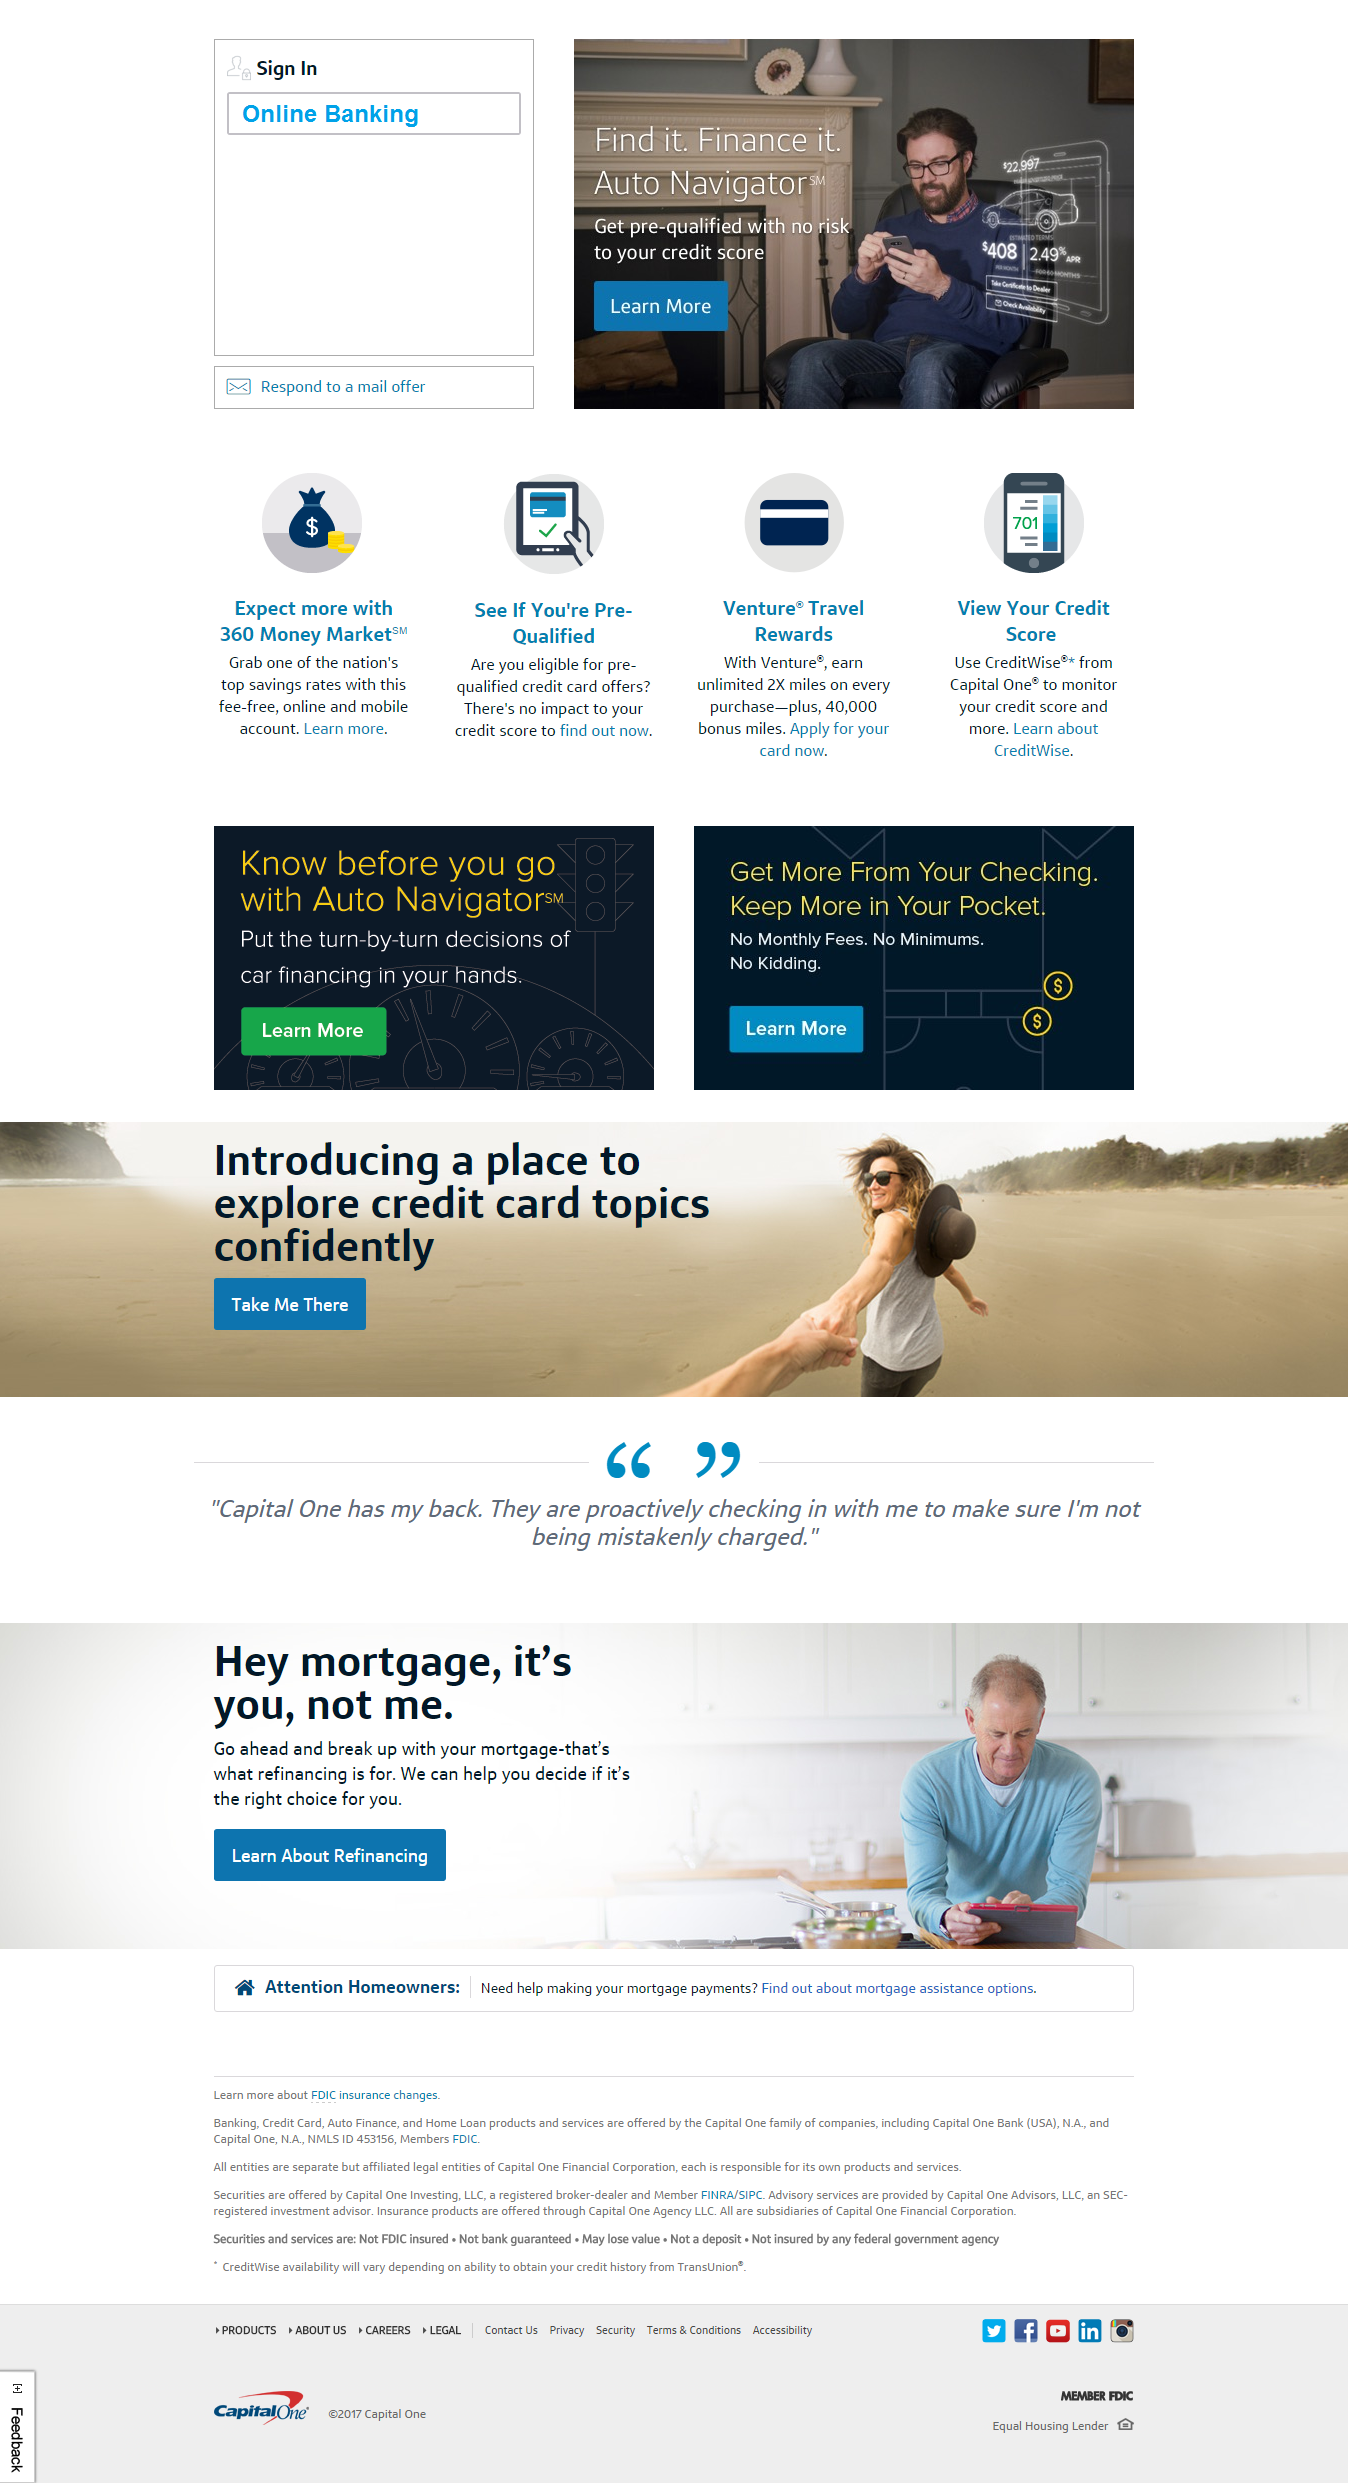 Sign In
Online Banking
Respond to a mail offer
Find it. Finance it.
Auto Navigator℠
Get pre-qualified with no risk
to your credit score
Learn More
$22,997
ESTIMATED TERMS
$408 2.49% APR
PER MONTH FOR 60 MONTHS
Take Certificate to Dealer
Check Availability
$
701
Expect more with
360 Money Market℠
Grab one of the nation's
top savings rates with this
fee-free, online and mobile
account. Learn more.
See If You're Pre-
Qualified
Are you eligible for pre-
qualified credit card offers?
There's no impact to your
credit score to find out now.
Venture® Travel
Rewards
With Venture®, earn
unlimited 2X miles on every
purchase—plus, 40,000
bonus miles. Apply for your
card now.
View Your Credit
Score
Use CreditWise®* from
Capital One® to monitor
your credit score and
more. Learn about
CreditWise.
Know before you go
with Auto Navigator℠
Put the turn-by-turn decisions of
car financing in your hands.
Learn More
Get More From Your Checking.
Keep More in Your Pocket.
No Monthly Fees. No Minimums.
No Kidding.
$
$
Learn More
Introducing a place to
explore credit card topics
confidently
Take Me There
“ ”
"Capital One has my back. They are proactively checking in with me to make sure I'm not
being mistakenly charged."
Hey mortgage, it’s
you, not me.
Go ahead and break up with your mortgage-that’s
what refinancing is for. We can help you decide if it’s
the right choice for you.
Learn About Refinancing
Attention Homeowners: Need help making your mortgage payments? Find out about mortgage assistance options.
Learn more about FDIC insurance changes.
Banking, Credit Card, Auto Finance, and Home Loan products and services are offered by the Capital One family of companies, including Capital One Bank (USA), N.A., and
Capital One, N.A., NMLS ID 453156, Members FDIC.
All entities are separate but affiliated legal entities of Capital One Financial Corporation, each is responsible for its own products and services.
Securities are offered by Capital One Investing, LLC, a registered broker-dealer and Member FINRA/SIPC. Advisory services are provided by Capital One Advisors, LLC, an SEC-
registered investment advisor. Insurance products are offered through Capital One Agency LLC. All are subsidiaries of Capital One Financial Corporation.
Securities and services are: Not FDIC insured • Not bank guaranteed • May lose value • Not a deposit • Not insured by any federal government agency
* CreditWise availability will vary depending on ability to obtain your credit history from TransUnion®.
PRODUCTS ABOUT US CAREERS LEGAL Contact Us Privacy Security Terms & Conditions Accessibility
Capital One® ©2017 Capital One
MEMBER FDIC
Equal Housing Lender
[+] Feedback